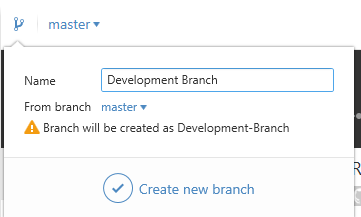 master
Name Development Branch
From branch master
Branch will be created as Development-Branch
Create new branch